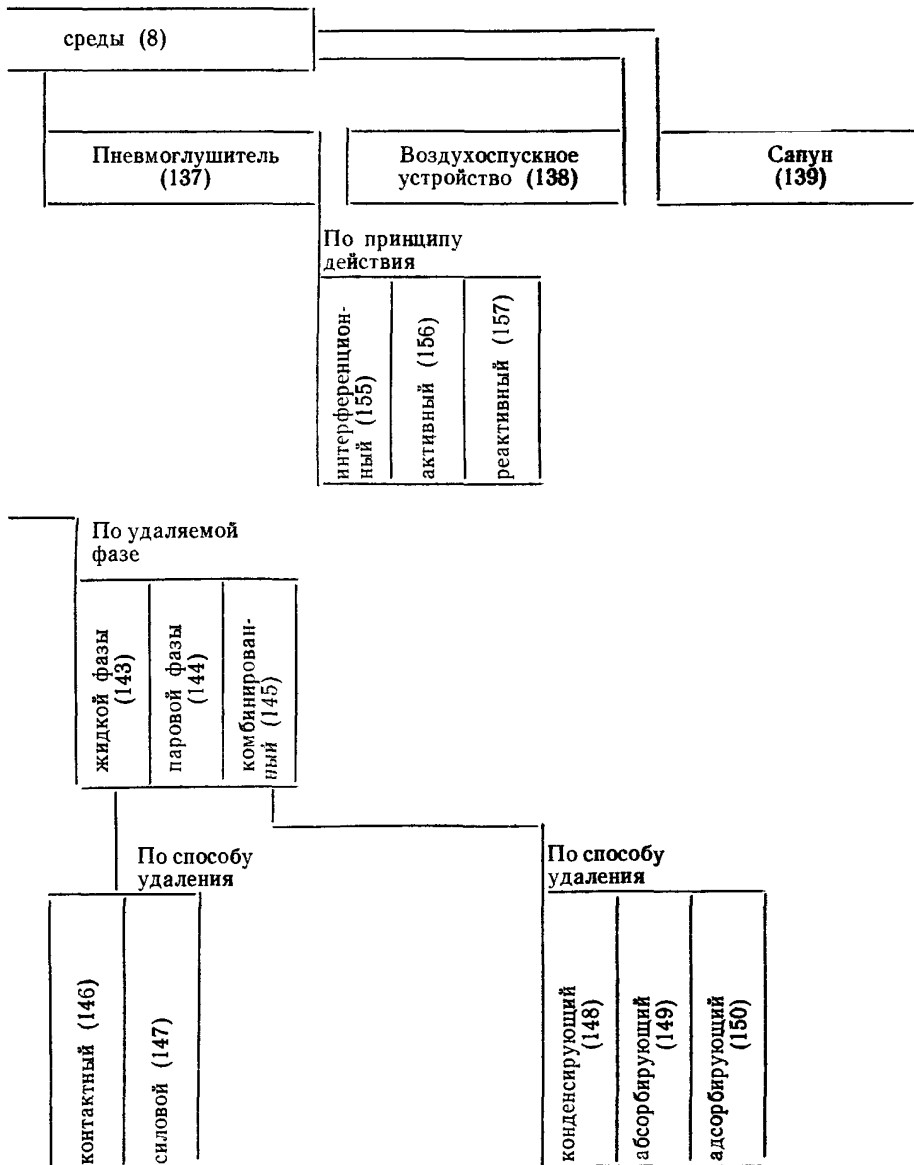 среды (8)
Пневмоглушитель
(137)
Воздухоспускное
устройство (138)
Сапун
(139)
По принципу
действия
интерференцион-
ный (155)
активный (156)
реактивный (157)
По удаляемой
фазе
жидкой фазы
(143)
паровой фазы
(144)
комбинирован-
ный (145)
По способу
удаления
контактный (146)
силовой (147)
По способу
удаления
конденсирующий
(148)
абсорбирующий
(149)
адсорбирующий
(150)